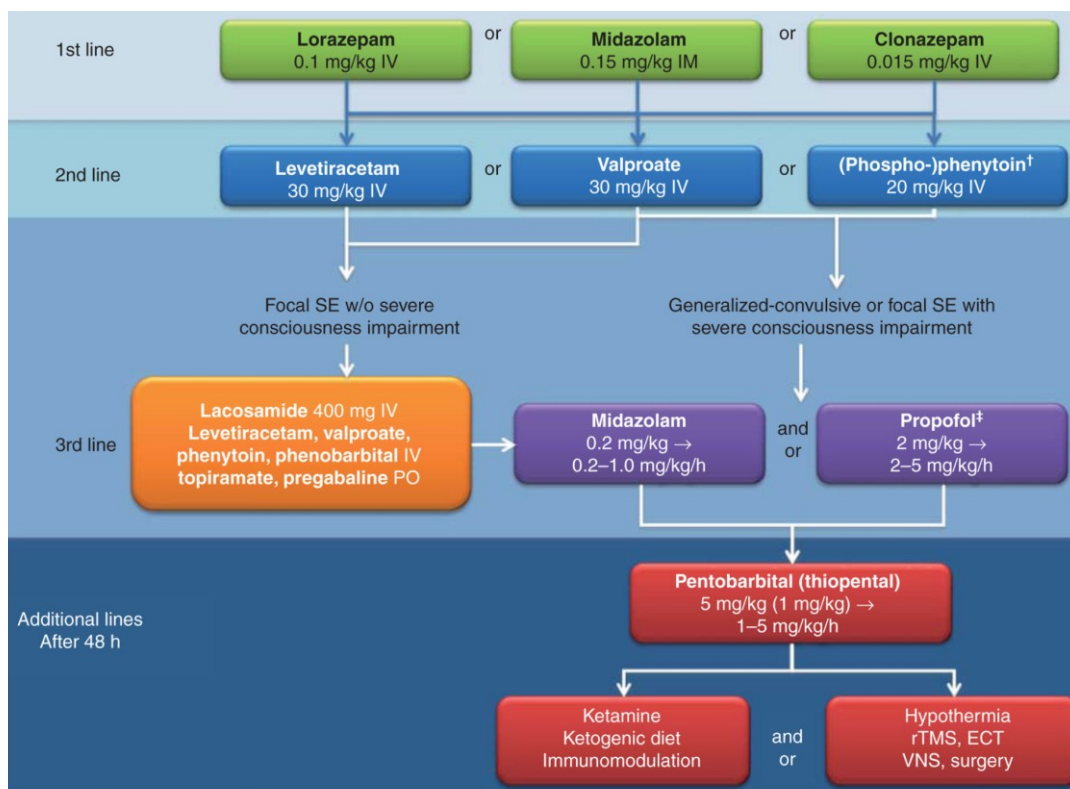 1st line
Lorazepam
0.1 mg/kg IV
or
Midazolam
0.15 mg/kg IM
or
Clonazepam
0.015 mg/kg IV
2nd line
Levetiracetam
30 mg/kg IV
or
Valproate
30 mg/kg IV
or
(Phospho-)phenytoin†
20 mg/kg IV
Focal SE w/o severe
consciousness impairment
Generalized-convulsive or focal SE with
severe consciousness impairment
3rd line
Lacosamide 400 mg IV
Levetiracetam, valproate,
phenytoin, phenobarbital IV
topiramate, pregabaline PO
Midazolam
0.2 mg/kg →
0.2–1.0 mg/kg/h
and
or
Propofol‡
2 mg/kg →
2–5 mg/kg/h
Additional lines
After 48 h
Pentobarbital (thiopental)
5 mg/kg (1 mg/kg) →
1–5 mg/kg/h
Ketamine
Ketogenic diet
Immunomodulation
and
or
Hypothermia
rTMS, ECT
VNS, surgery